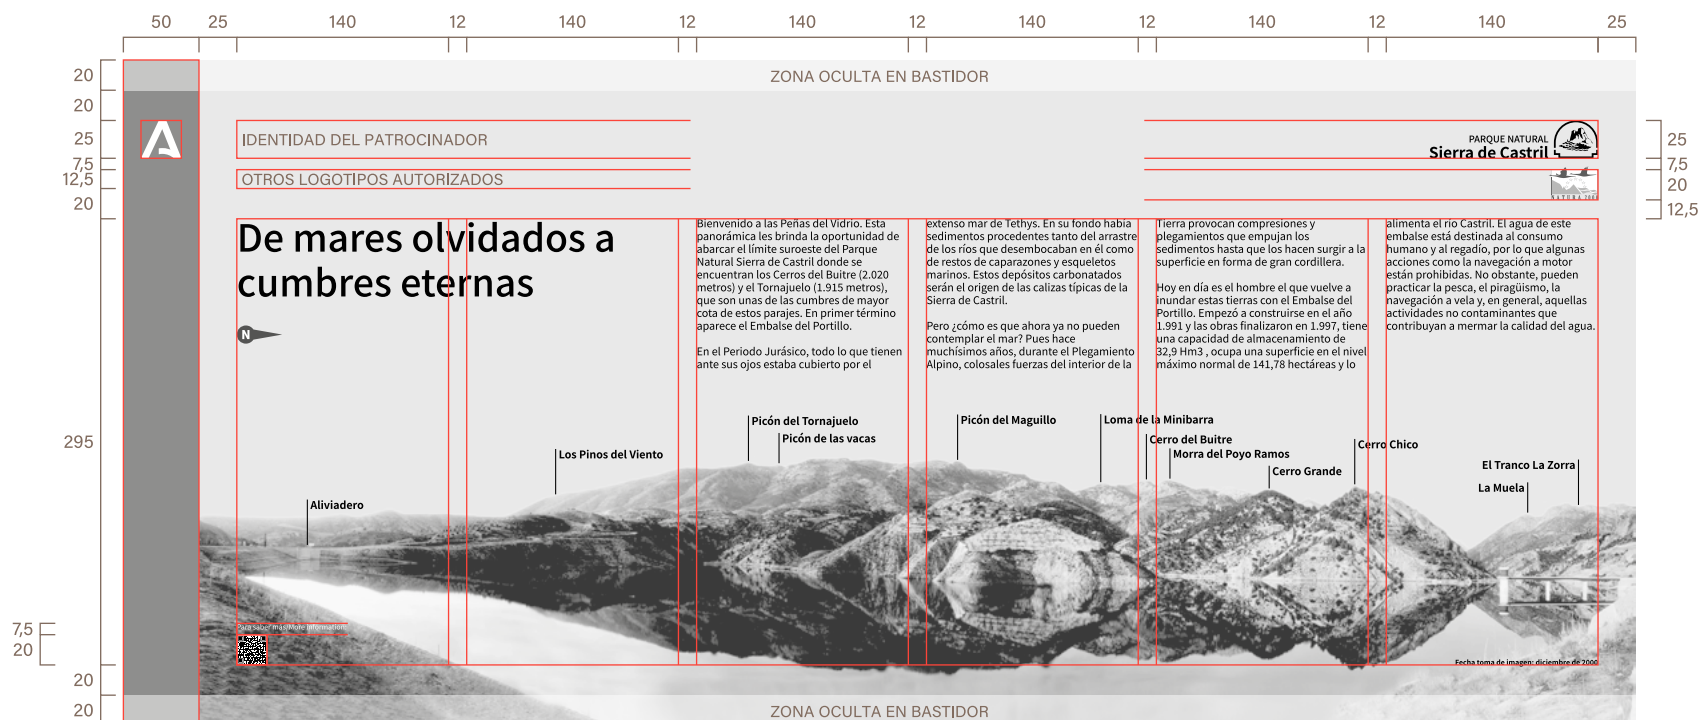 50 25 140 12 140 12 140 12 140 12 140 12 140 25
20
ZONA OCULTA EN BASTIDOR
20
25
IDENTIDAD DEL PATROCINADOR
PARQUE NATURAL
Sierra de Castril
25
7,5
7,5
12,5
OTROS LOGOTIPOS AUTORIZADOS
NATURA 2000
20
20
12,5
De mares olvidados a
cumbres eternas
N
Bienvenido a las Peñas del Vidrio. Esta
panorámica les brinda la oportunidad de
abarcar el límite suroeste del Parque
Natural Sierra de Castril donde se
encuentran los Cerros del Buitre (2.020
metros) y el Tornajuelo (1.915 metros),
que son unas de las cumbres de mayor
cota de estos parajes. En primer término
aparece el Embalse del Portillo.
En el Periodo Jurásico, todo lo que tienen
ante sus ojos estaba cubierto por el
extenso mar de Tethys. En su fondo había
sedimentos procedentes tanto del arrastre
de los ríos que desembocaban en él como
de restos de caparazones y esqueletos
marinos. Estos depósitos carbonatados
serán el origen de las calizas típicas de la
Sierra de Castril.
Pero ¿cómo es que ahora ya no pueden
contemplar el mar? Pues hace
muchísimos años, durante el Plegamiento
Alpino, colosales fuerzas del interior de la
Tierra provocan compresiones y
plegamientos que empujan los
sedimentos hasta que los hacen surgir a la
superficie en forma de gran cordillera.
Hoy en día es el hombre el que vuelve a
inundar estas tierras con el Embalse del
Portillo. Empezó a construirse en el año
1.991 y las obras finalizaron en 1.997, tiene
una capacidad de almacenamiento de
32,9 Hm3 , ocupa una superficie en el nivel
máximo normal de 141,78 hectáreas y lo
alimenta el río Castril. El agua de este
embalse está destinada al consumo
humano y al regadío, por lo que algunas
acciones como la navegación a motor
están prohibidas. No obstante, pueden
practicar la pesca, el piragüismo, la
navegación a vela y, en general, aquellas
actividades no contaminantes que
contribuyan a mermar la calidad del agua.
295
Aliviadero
Los Pinos del Viento
Picón del Tornajuelo
Picón de las vacas
Picón del Maguillo
Loma de la Minibarra
Cerro del Buitre
Morra del Poyo Ramos
Cerro Grande
Cerro Chico
El Tranco La Zorra
La Muela
7,5
20
Para saber más/More information:
Fecha toma de imagen: diciembre de 2000
20
20
ZONA OCULTA EN BASTIDOR